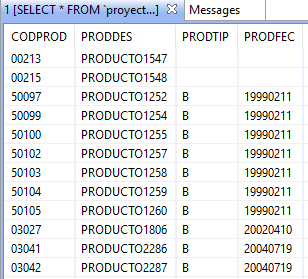 1 [SELECT * FROM `proyect...] Messages
CODPROD PRODDES PRODTIP PRODFEC
00213 PRODUCTO1547
00215 PRODUCTO1548
50097 PRODUCTO1252 B 19990211
50099 PRODUCTO1254 B 19990211
50100 PRODUCTO1255 B 19990211
50102 PRODUCTO1257 B 19990211
50103 PRODUCTO1258 B 19990211
50104 PRODUCTO1259 B 19990211
50105 PRODUCTO1260 B 19990211
03027 PRODUCTO1806 B 20020410
03041 PRODUCTO2286 B 20040719
03042 PRODUCTO2287 B 20040719